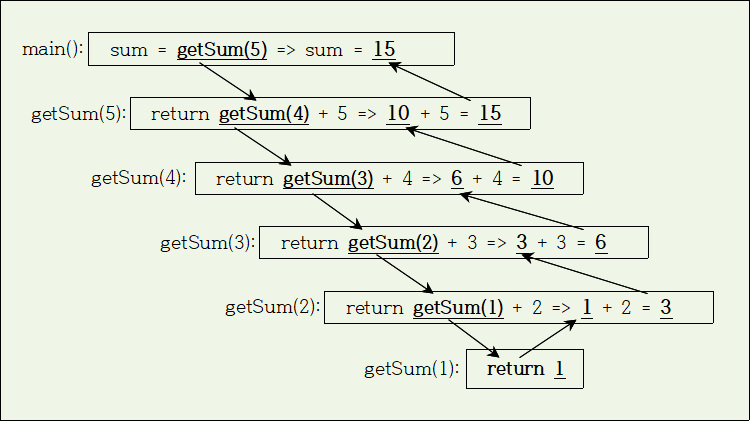 main(): sum = getSum(5) => sum = 15
getSum(5): return getSum(4) + 5 => 10 + 5 = 15
getSum(4): return getSum(3) + 4 => 6 + 4 = 10
getSum(3): return getSum(2) + 3 => 3 + 3 = 6
getSum(2): return getSum(1) + 2 => 1 + 2 = 3
getSum(1): return 1